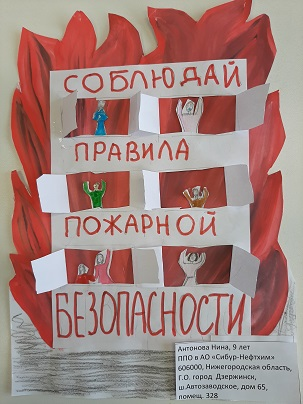 СОБЛЮДАЙ
ПРАВИЛА
ПОЖАРНОЙ
БЕЗОПАСНОСТИ
Антонова Нина, 9 лет
ППО в АО «Сибур-Нефтхим»
606000, Нижегородская область,
Г.О. город Дзержинск,
ш.Автозаводское, дом 65,
помещ. 328